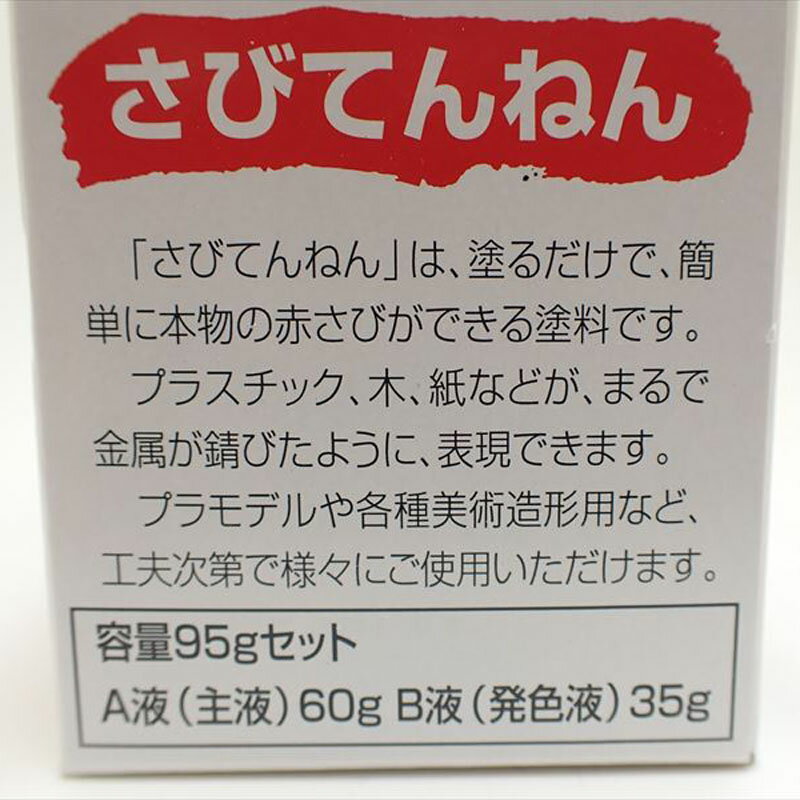 さびてんねん
「さびてんねん」は、塗るだけで、簡
単に本物の赤さびができる塗料です。
プラスチック、木、紙などが、まるで
金属が錆びたように、表現できます。
プラモデルや各種美術造形用など、
工夫次第で様々にご使用いただけます。
容量95gセット
A液(主液)60g B液(発色液)35g